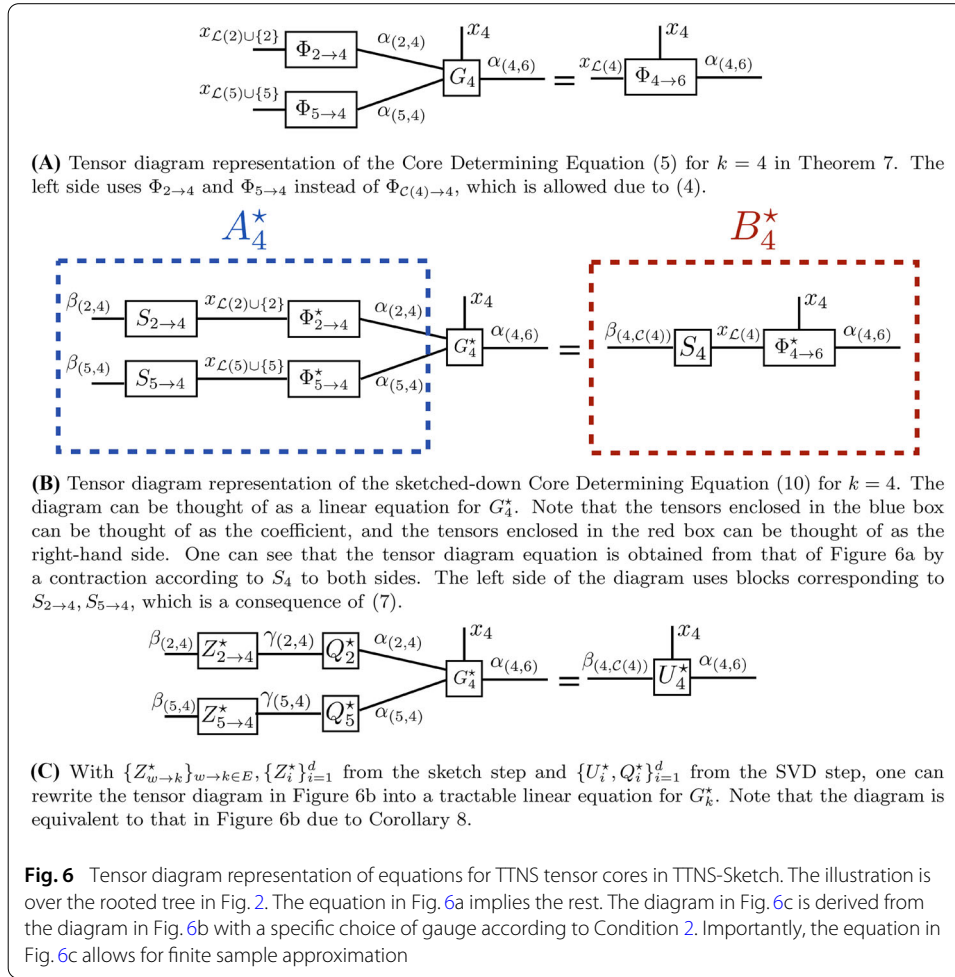 x_{\mathcal{L}(2)\cup\{2\}} Φ_{2→4} α_{(2,4)} x_4 G_4 α_{(4,6)} = x_{\mathcal{L}(4)} x_4 Φ_{4→6} α_{(4,6)}
x_{\mathcal{L}(5)\cup\{5\}} Φ_{5→4} α_{(5,4)}
(A) Tensor diagram representation of the Core Determining Equation (5) for k = 4 in Theorem 7. The
left side uses Φ_{2→4} and Φ_{5→4} instead of Φ_{\mathcal{C}(4)→4}, which is allowed due to (4).
A_4^⋆ B_4^⋆
β_{(2,4)} S_{2→4} x_{\mathcal{L}(2)\cup\{2\}} Φ^⋆_{2→4} α_{(2,4)} x_4 G_4^⋆ α_{(4,6)} = β_{(4,\mathcal{C}(4))} S_4 x_{\mathcal{L}(4)} x_4 Φ^⋆_{4→6} α_{(4,6)}
β_{(5,4)} S_{5→4} x_{\mathcal{L}(5)\cup\{5\}} Φ^⋆_{5→4} α_{(5,4)}
(B) Tensor diagram representation of the sketched-down Core Determining Equation (10) for k = 4. The
diagram can be thought of as a linear equation for G_4^⋆. Note that the tensors enclosed in the blue box
can be thought of as the coefficient, and the tensors enclosed in the red box can be thought of as the
right-hand side. One can see that the tensor diagram equation is obtained from that of Figure 6a by
a contraction according to S_4 to both sides. The left side of the diagram uses blocks corresponding to
S_{2→4}, S_{5→4}, which is a consequence of (7).
β_{(2,4)} Z^⋆_{2→4} γ_{(2,4)} Q_2^⋆ α_{(2,4)} x_4 G_4^⋆ α_{(4,6)} = β_{(4,\mathcal{C}(4))} x_4 U_4^⋆ α_{(4,6)}
β_{(5,4)} Z^⋆_{5→4} γ_{(5,4)} Q_5^⋆ α_{(5,4)}
(C) With {Z^⋆_{w→k}}_{w→k∈E}, {Z_i^⋆}_{i=1}^d from the sketch step and {U_i^⋆, Q_i^⋆}_{i=1}^d from the SVD step, one can
rewrite the tensor diagram in Figure 6b into a tractable linear equation for G_k^⋆. Note that the diagram is
equivalent to that in Figure 6b due to Corollary 8.
Fig. 6 Tensor diagram representation of equations for TTNS tensor cores in TTNS-Sketch. The illustration is
over the rooted tree in Fig. 2. The equation in Fig. 6a implies the rest. The diagram in Fig. 6c is derived from
the diagram in Fig. 6b with a specific choice of gauge according to Condition 2. Importantly, the equation in
Fig. 6c allows for finite sample approximation